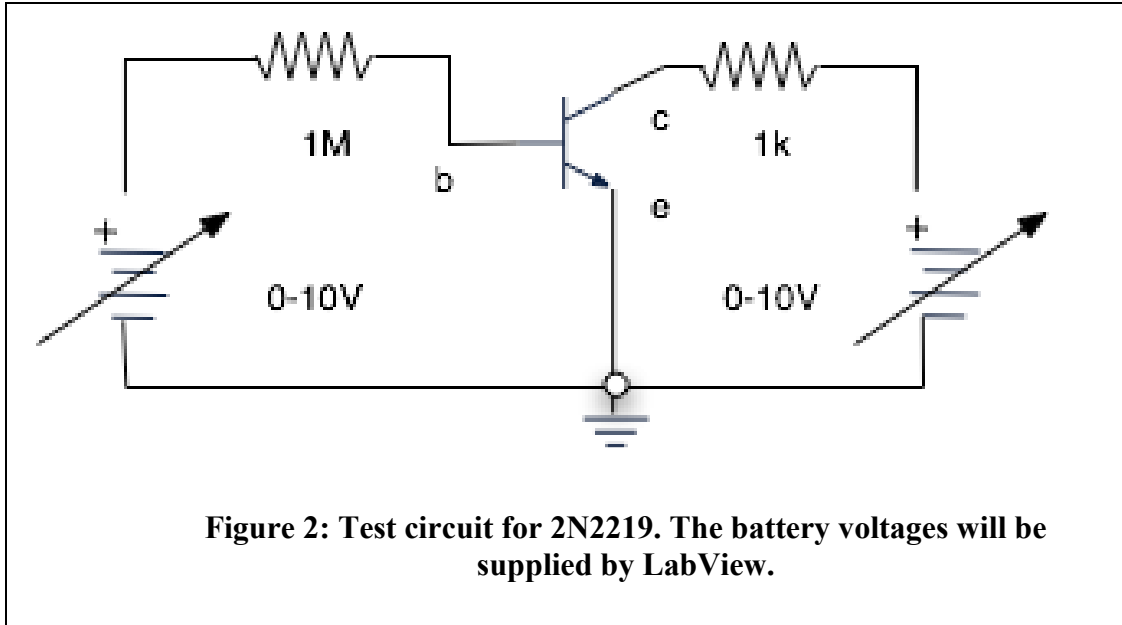 1M
1k
c
b
e
+
+
0-10V
0-10V
Figure 2: Test circuit for 2N2219. The battery voltages will be
supplied by LabView.